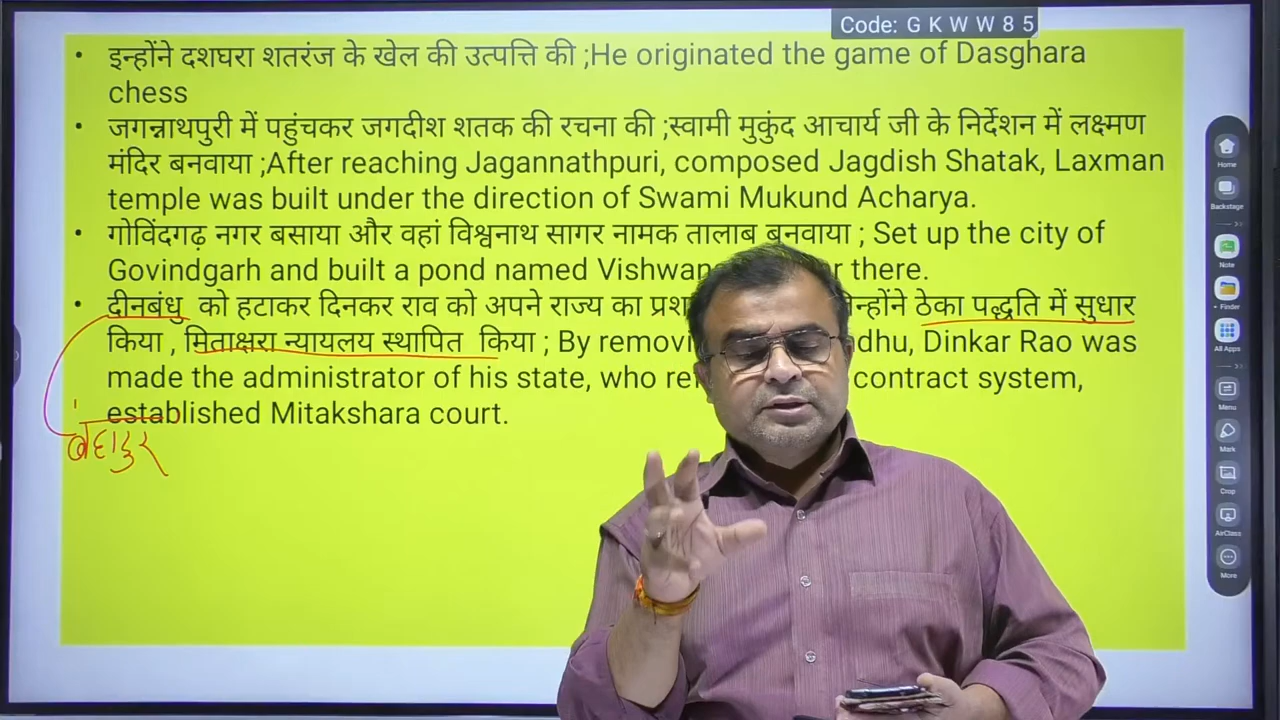 Code: G K W W 8 5
• इन्होंने दशघरा शतरंज के खेल की उत्पत्ति की ;He originated the game of Dasghara
chess
• जगन्नाथपुरी में पहुंचकर जगदीश शतक की रचना की ;स्वामी मुकुंद आचार्य जी के निर्देशन में लक्ष्मण
मंदिर बनवाया ;After reaching Jagannathpuri, composed Jagdish Shatak, Laxman
temple was built under the direction of Swami Mukund Acharya.
• गोविंदगढ़ नगर बसाया और वहां विश्वनाथ सागर नामक तालाब बनवाया ; Set up the city of
Govindgarh and built a pond named there.
• दीनबंधु को हटाकर दिनकर राव को अपने राज्य का ठेका पद्धति में सुधार
किया , मिताक्षरा न्यायलय स्थापित किया ; By Dinkar Rao was
made the administrator of his state, who contract system,
established Mitakshara court.
बहादुर
Home
Backstage
Note
Finder
All Apps
Menu
Mark
Crop
AirClass
More